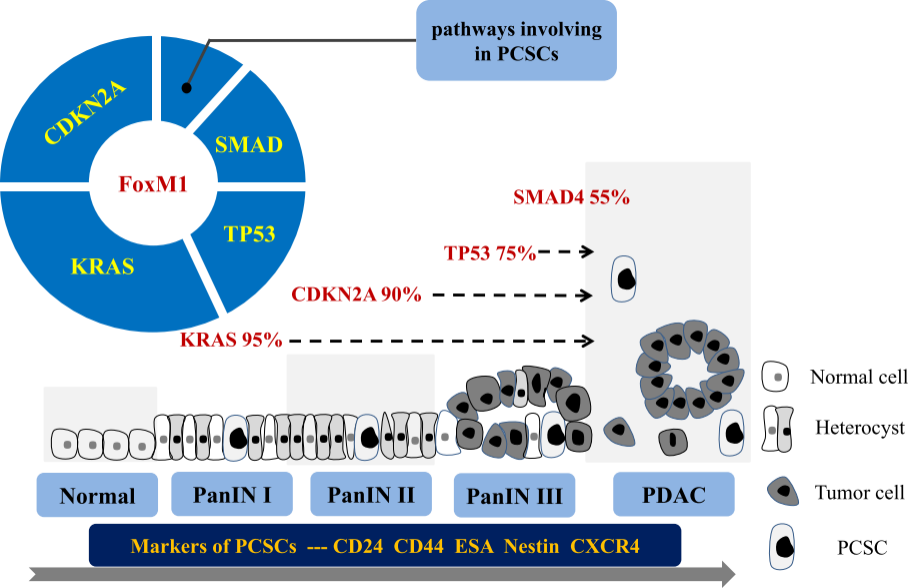 pathways involving
in PCSCs
CDKN2A
SMAD
FoxM1
TP53
KRAS
SMAD4 55%
TP53 75%
CDKN2A 90%
KRAS 95%
Normal cell
Heterocyst
Tumor cell
PCSC
Normal
PanIN I
PanIN II
PanIN III
PDAC
Markers of PCSCs --- CD24 CD44 ESA Nestin CXCR4